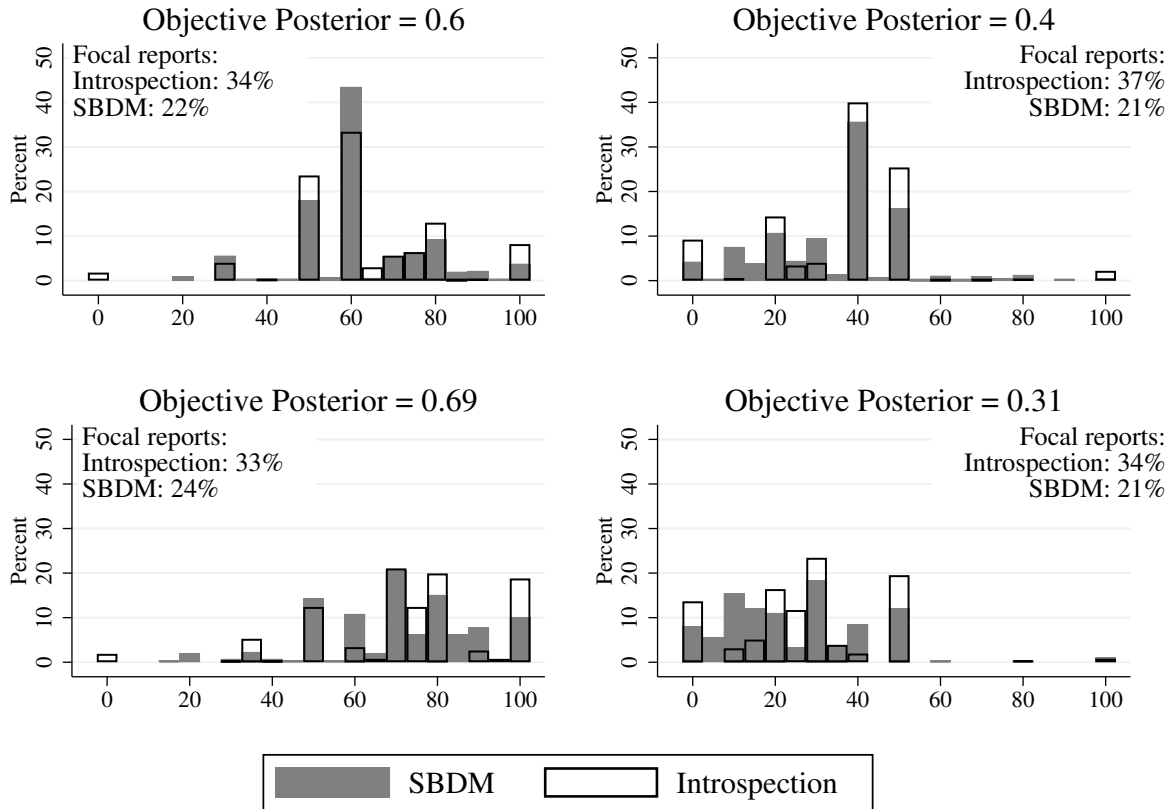 Objective Posterior = 0.6
Focal reports:
Introspection: 34%
SBDM: 22%
Percent
50
40
30
20
10
0
0 20 40 60 80 100
Objective Posterior = 0.4
Focal reports:
Introspection: 37%
SBDM: 21%
Percent
50
40
30
20
10
0
0 20 40 60 80 100
Objective Posterior = 0.69
Focal reports:
Introspection: 33%
SBDM: 24%
Percent
50
40
30
20
10
0
0 20 40 60 80 100
Objective Posterior = 0.31
Focal reports:
Introspection: 34%
SBDM: 21%
Percent
50
40
30
20
10
0
0 20 40 60 80 100
SBDM Introspection